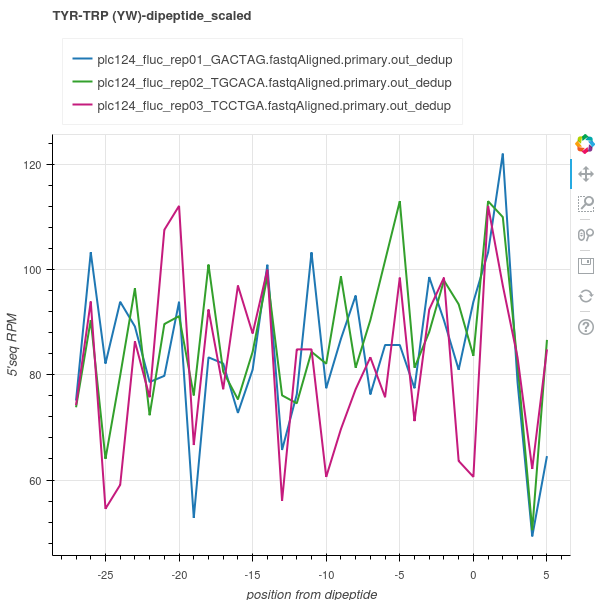 TYR-TRP (YW)-dipeptide_scaled
plc124_fluc_rep01_GACTAG.fastqAligned.primary.out_dedup
plc124_fluc_rep02_TGCACA.fastqAligned.primary.out_dedup
plc124_fluc_rep03_TCCTGA.fastqAligned.primary.out_dedup
120
100
80
60
5'seq RPM
-25 -20 -15 -10 -5 0 5
position from dipeptide